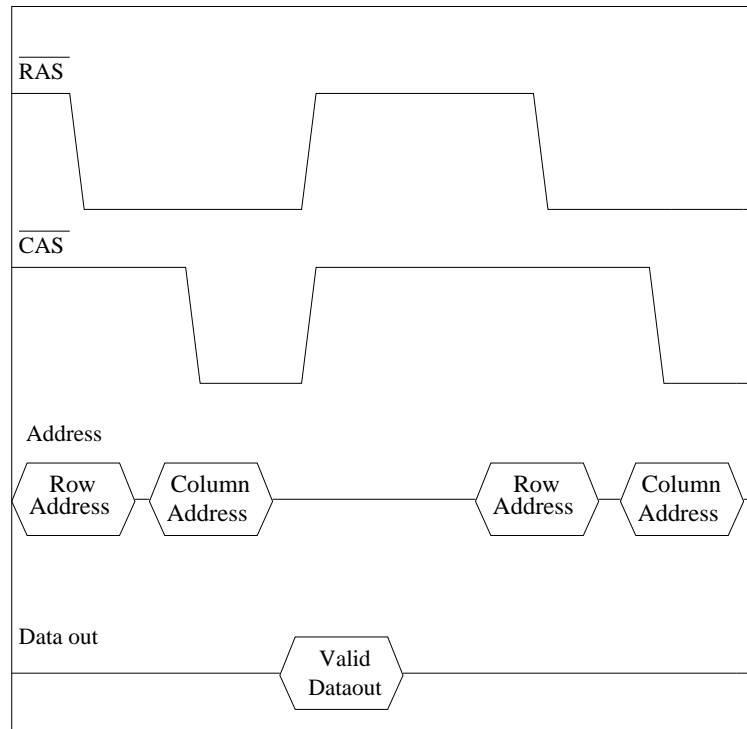 RAS
CAS
Address
Row
Address
Column
Address
Row
Address
Column
Address
Data out
Valid
Dataout